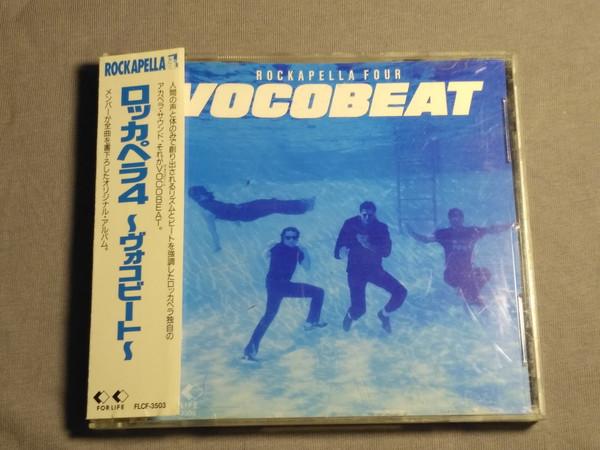 ROCKAPELLA
ロッカペラ4 〜ヴォコビート〜
人間の声と体のみで創り出されるリズムとビートを強調したロッカペラ独自の
アカペラ・サウンド、それがVOCOBEAT。
メンバーが全曲を書下ろしたオリジナル・アルバム。
FOR LIFE
FLCF-3503
ROCKAPELLA FOUR
VOCOBEAT